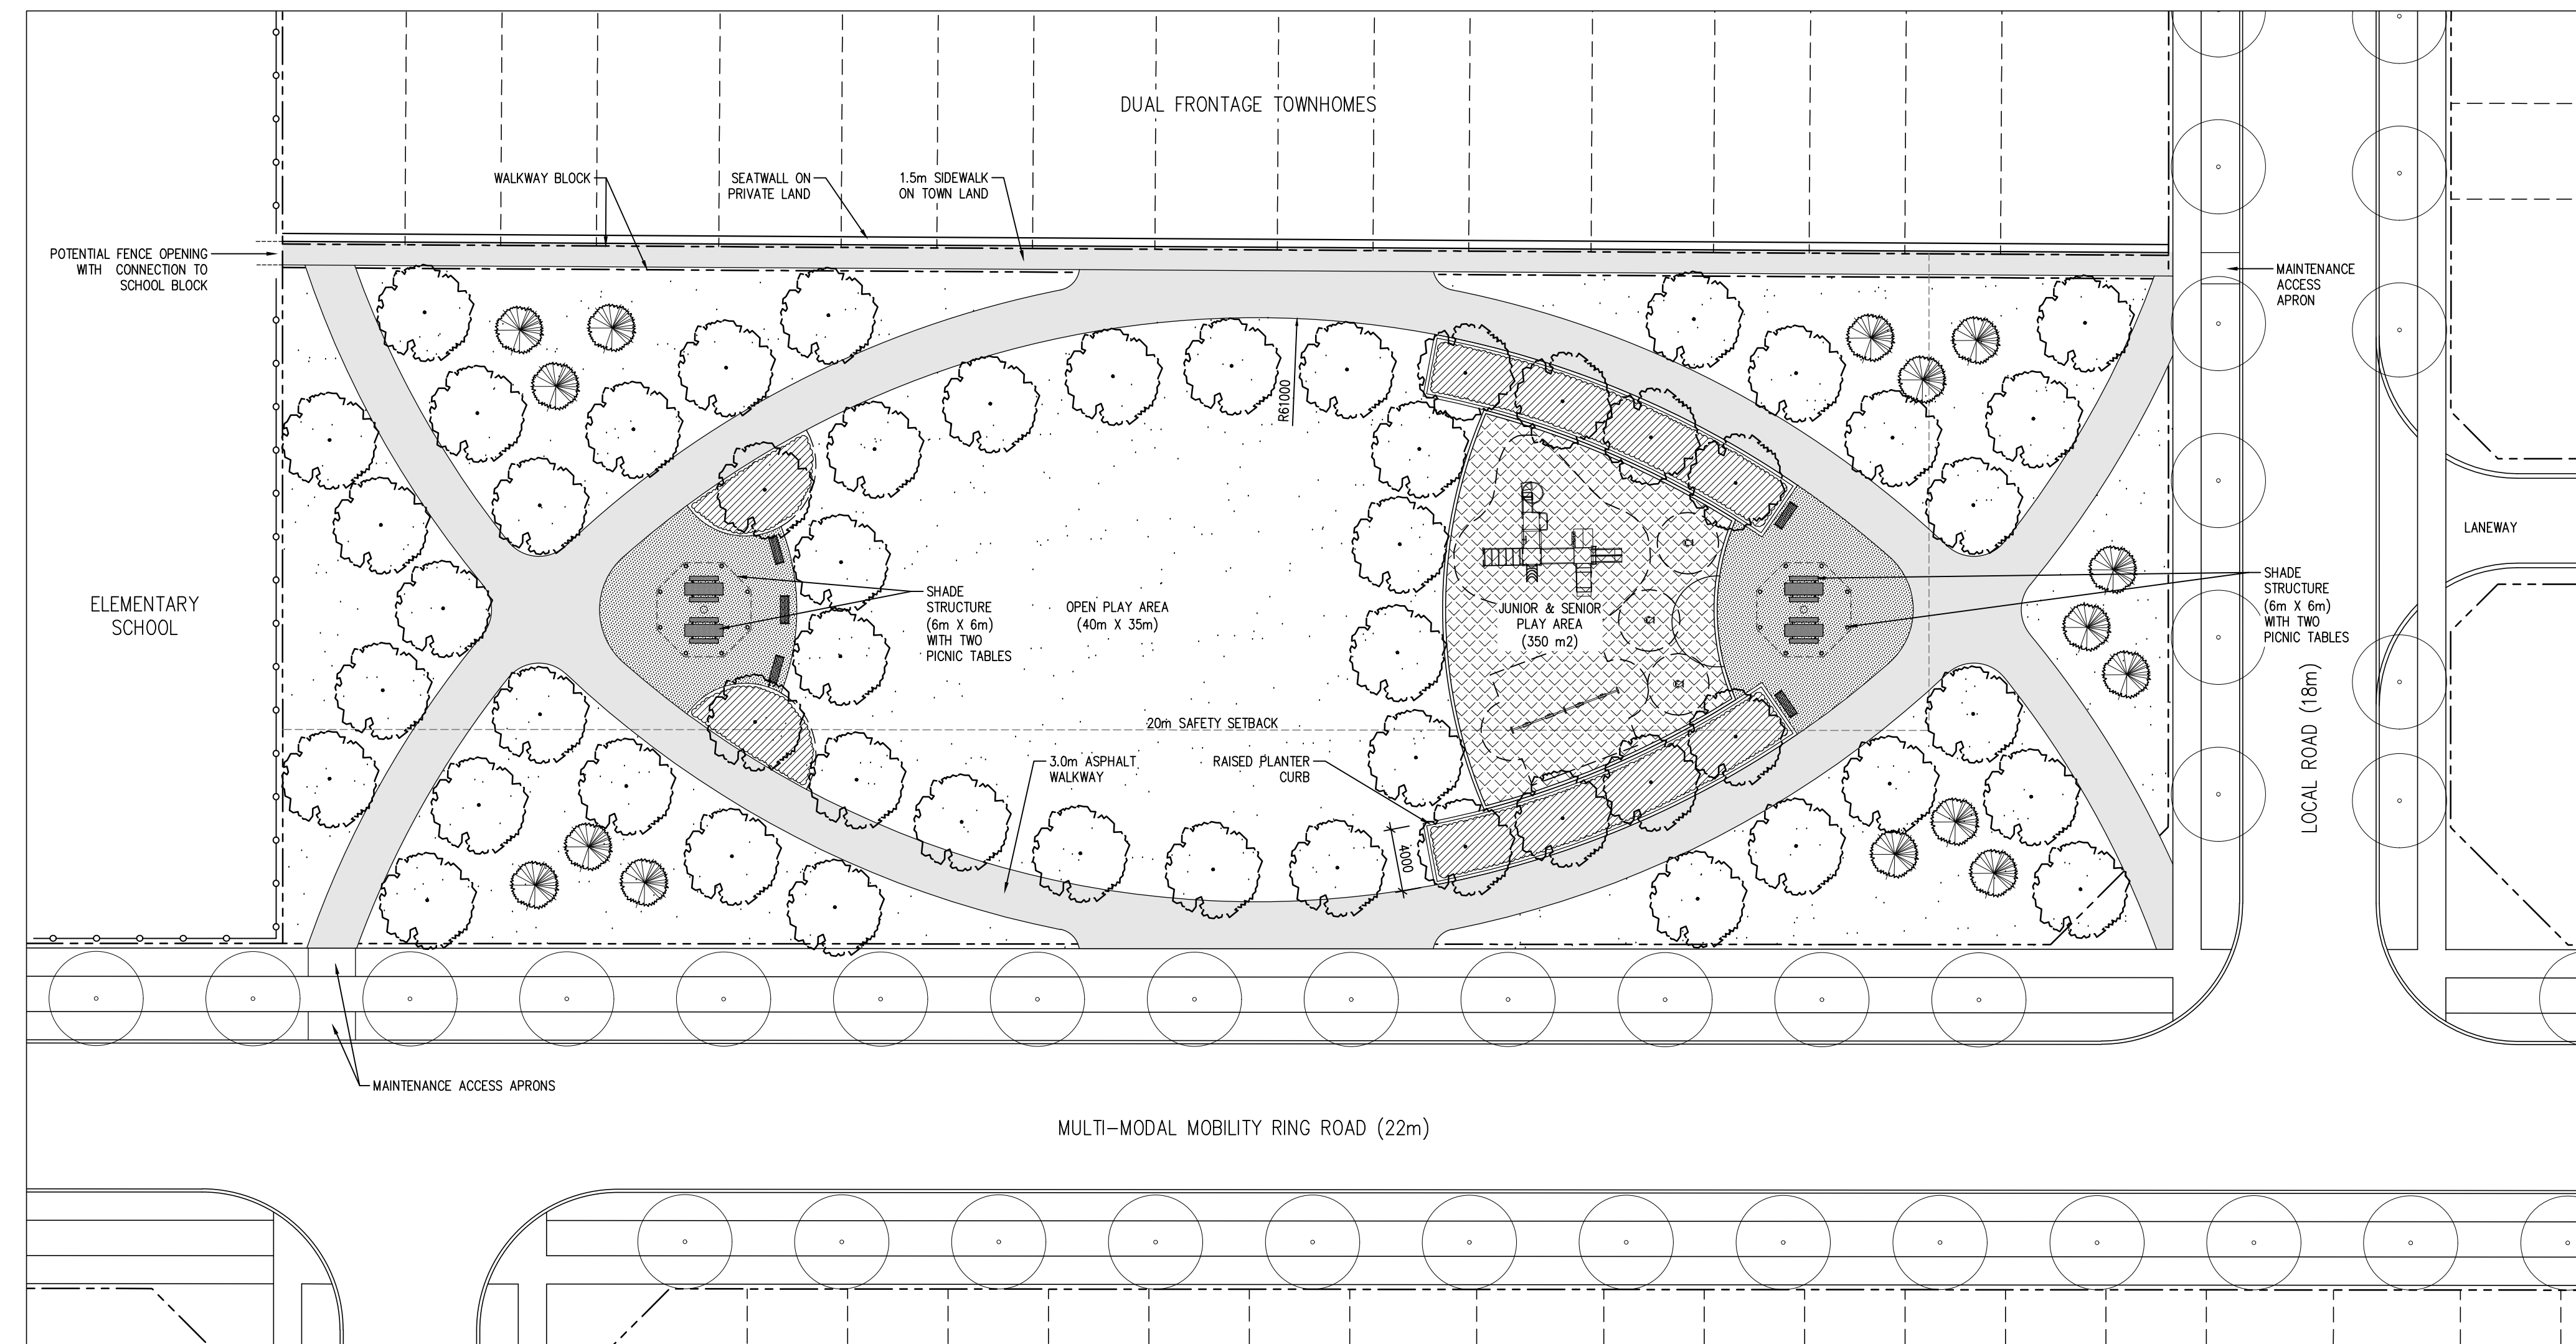 DUAL FRONTAGE TOWNHOMES
WALKWAY BLOCK
SEATWALL ON
PRIVATE LAND
1.5m SIDEWALK
ON TOWN LAND
POTENTIAL FENCE OPENING
WITH CONNECTION TO
SCHOOL BLOCK
MAINTENANCE
ACCESS
APRON
R61000
LANEWAY
ELEMENTARY
SCHOOL
SHADE
STRUCTURE
(6m X 6m)
WITH TWO
PICNIC TABLES
OPEN PLAY AREA
(40m X 35m)
JUNIOR & SENIOR
PLAY AREA
(350 m2)
SHADE
STRUCTURE
(6m X 6m)
WITH TWO
PICNIC TABLES
20m SAFETY SETBACK
3.0m ASPHALT
WALKWAY
RAISED PLANTER
CURB
4000
LOCAL ROAD (18m)
MAINTENANCE ACCESS APRONS
MULTI-MODAL MOBILITY RING ROAD (22m)